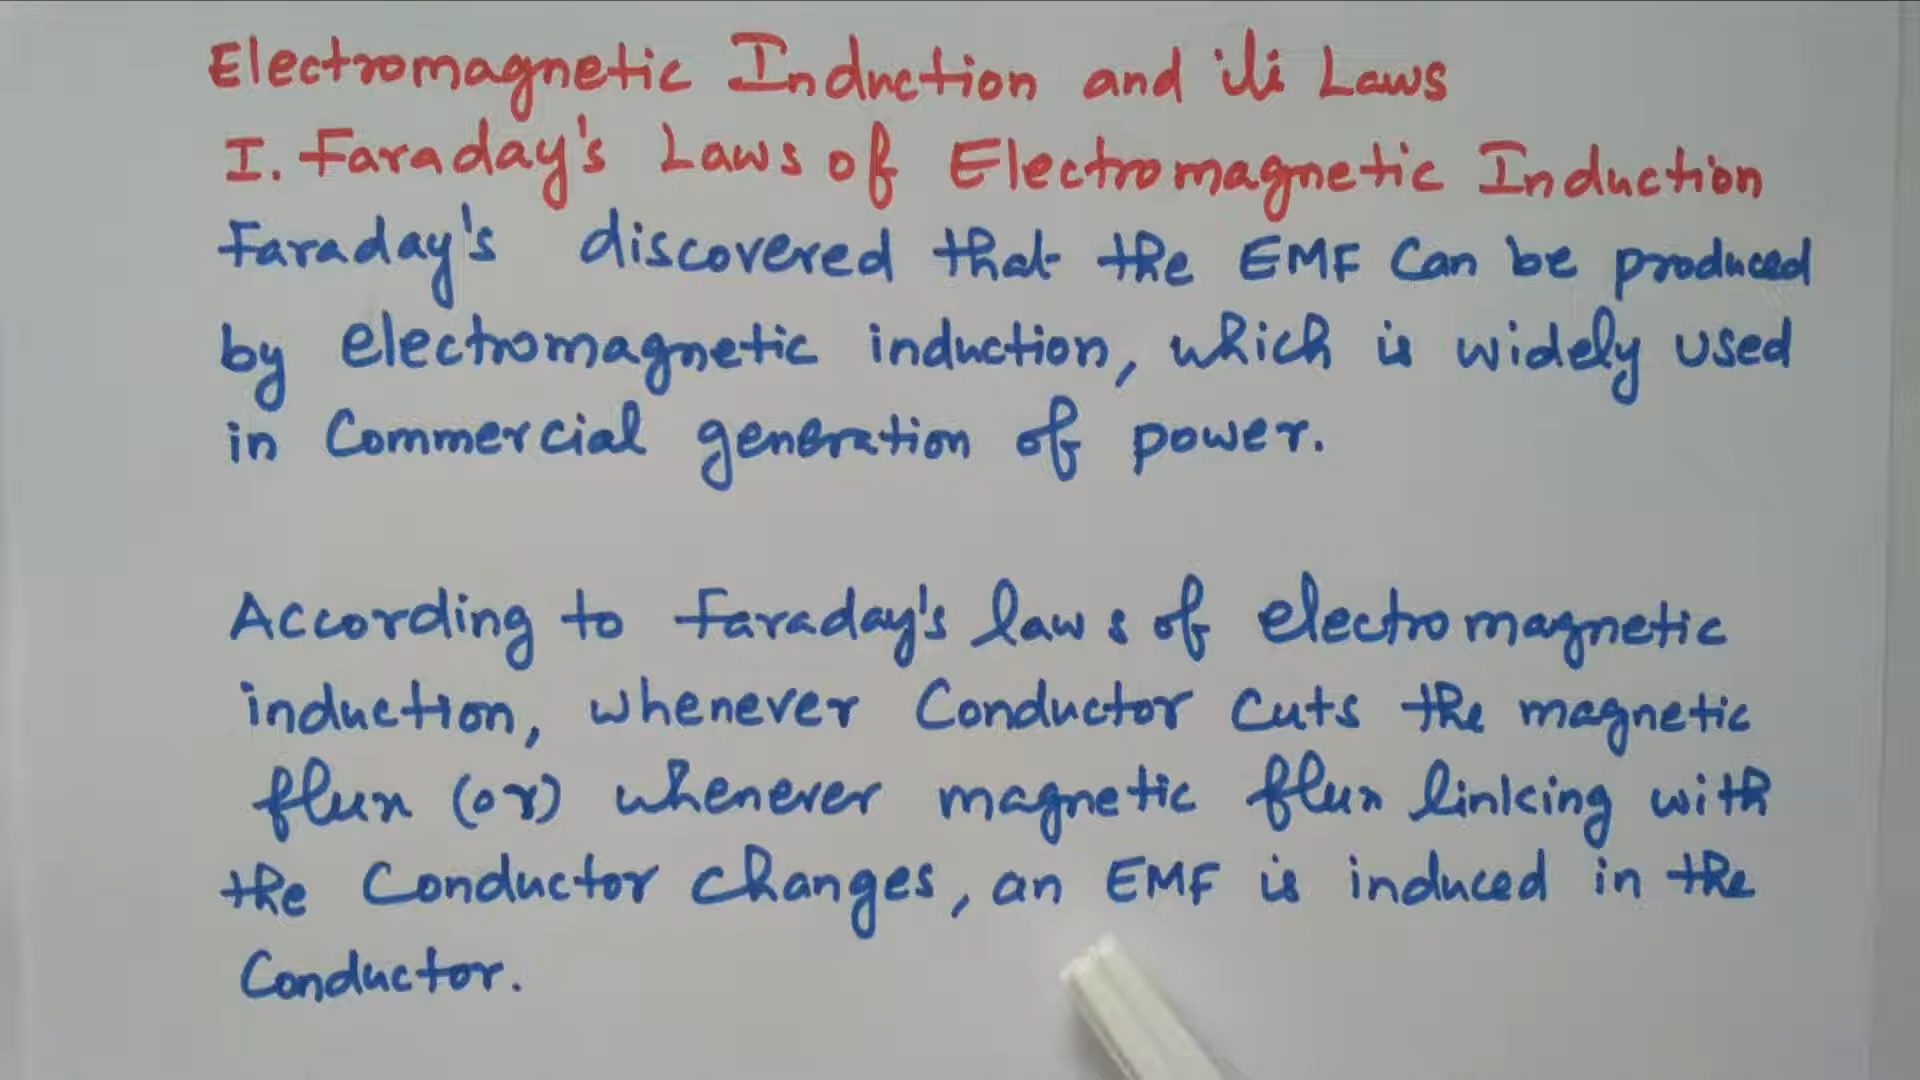 Electromagnetic Induction and its Laws
I. Faraday's Laws of Electromagnetic Induction
Faraday's discovered that the EMF Can be produced
by electromagnetic induction, which is widely used
in Commercial generation of power.
According to Faraday's laws of electromagnetic
induction, whenever Conductor cuts the magnetic
flux (or) whenever magnetic flux linking with
the Conductor changes, an EMF is induced in the
Conductor.